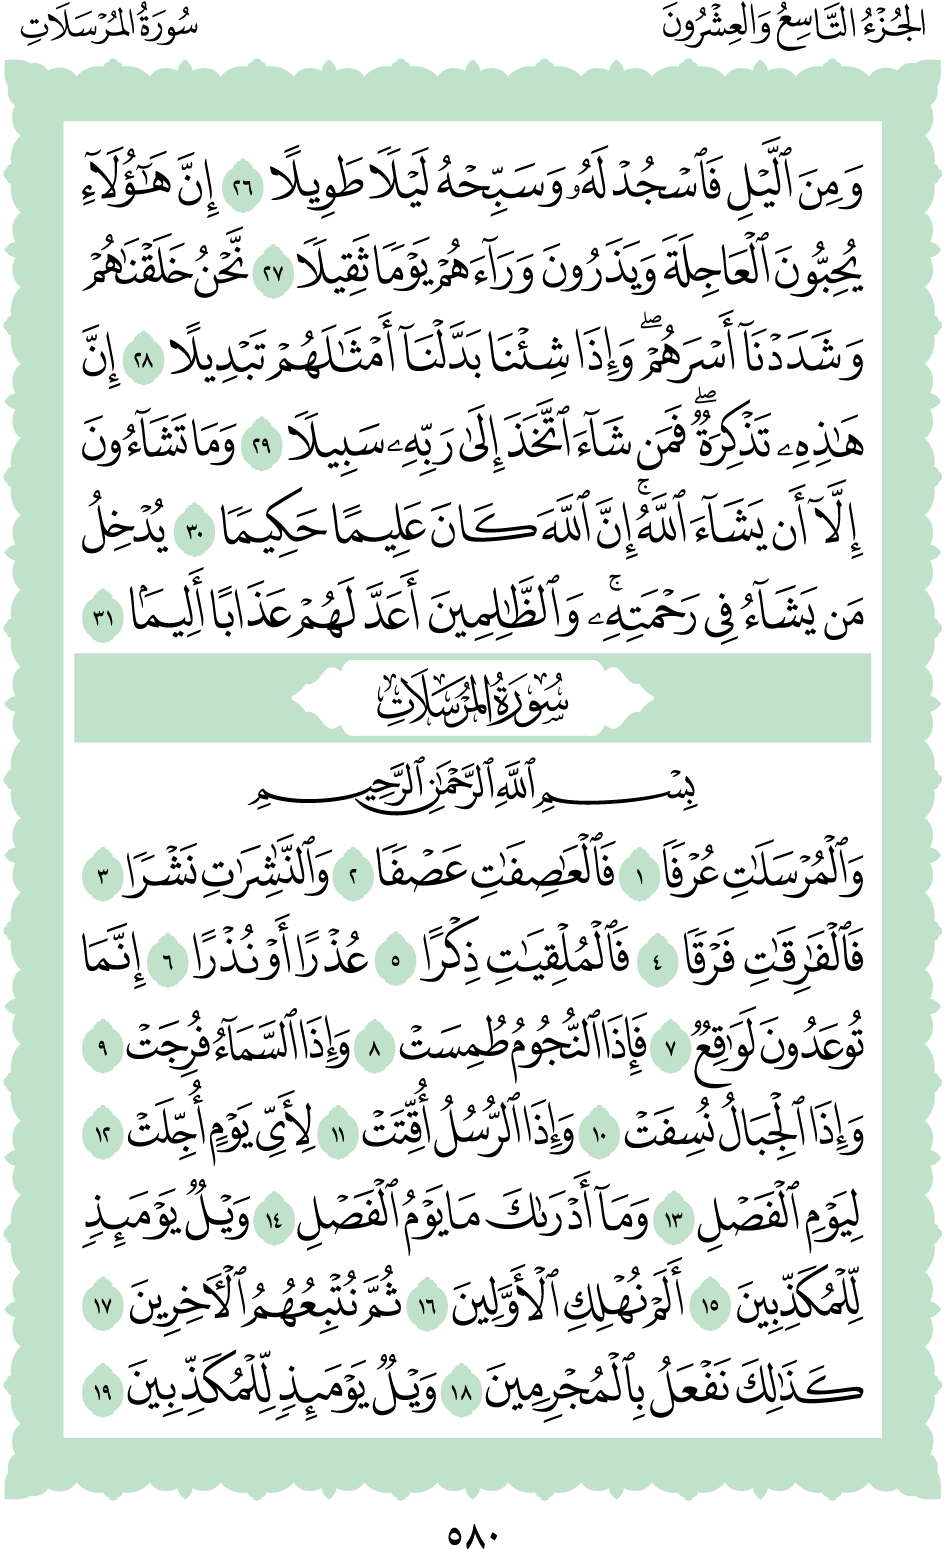 الجُزْءُ التَّاسِعُ وَالعِشْرُونَ
سُورَةُ المُرْسَلَاتِ
وَمِنَ ٱلَّيْلِ فَٱسْجُدْ لَهُۥ وَسَبِّحْهُ لَيْلًا طَوِيلًا ٢٦ إِنَّ هَٰٓؤُلَآءِ
يُحِبُّونَ ٱلْعَاجِلَةَ وَيَذَرُونَ وَرَآءَهُمْ يَوْمًا ثَقِيلًا ٢٧ نَّحْنُ خَلَقْنَٰهُمْ
وَشَدَدْنَآ أَسْرَهُمْۖ وَإِذَا شِئْنَا بَدَّلْنَآ أَمْثَٰلَهُمْ تَبْدِيلًا ٢٨ إِنَّ
هَٰذِهِۦ تَذْكِرَةٌۖ فَمَن شَآءَ ٱتَّخَذَ إِلَىٰ رَبِّهِۦ سَبِيلًا ٢٩ وَمَا تَشَآءُونَ
إِلَّآ أَن يَشَآءَ ٱللَّهُۚ إِنَّ ٱللَّهَ كَانَ عَلِيمًا حَكِيمًا ٣٠ يُدْخِلُ
مَن يَشَآءُ فِى رَحْمَتِهِۦۚ وَٱلظَّٰلِمِينَ أَعَدَّ لَهُمْ عَذَابًا أَلِيمًۢا ٣١
سُورَةُ المُرْسَلَاتِ
بِسْمِ ٱللَّهِ ٱلرَّحْمَٰنِ ٱلرَّحِيمِ
وَٱلْمُرْسَلَٰتِ عُرْفًا ١ فَٱلْعَٰصِفَٰتِ عَصْفًا ٢ وَٱلنَّٰشِرَٰتِ نَشْرًا ٣
فَٱلْفَٰرِقَٰتِ فَرْقًا ٤ فَٱلْمُلْقِيَٰتِ ذِكْرًا ٥ عُذْرًا أَوْ نُذْرًا ٦ إِنَّمَا
تُوعَدُونَ لَوَٰقِعٌ ٧ فَإِذَا ٱلنُّجُومُ طُمِسَتْ ٨ وَإِذَا ٱلسَّمَآءُ فُرِجَتْ ٩
وَإِذَا ٱلْجِبَالُ نُسِفَتْ ١٠ وَإِذَا ٱلرُّسُلُ أُقِّتَتْ ١١ لِأَىِّ يَوْمٍ أُجِّلَتْ ١٢
لِيَوْمِ ٱلْفَصْلِ ١٣ وَمَآ أَدْرَىٰكَ مَا يَوْمُ ٱلْفَصْلِ ١٤ وَيْلٌ يَوْمَئِذٍ
لِّلْمُكَذِّبِينَ ١٥ أَلَمْ نُهْلِكِ ٱلْأَوَّلِينَ ١٦ ثُمَّ نُتْبِعُهُمُ ٱلْءَاخِرِينَ ١٧
كَذَٰلِكَ نَفْعَلُ بِٱلْمُجْرِمِينَ ١٨ وَيْلٌ يَوْمَئِذٍ لِّلْمُكَذِّبِينَ ١٩
٥٨٠